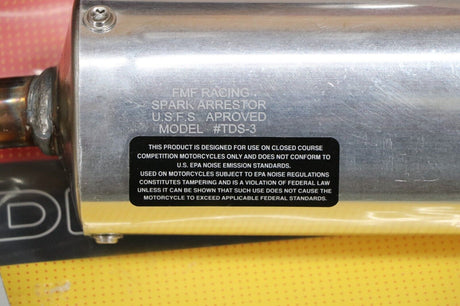 FMF RACING
SPARK ARRESTOR
U.S.F.S. APROVED
MODEL #TDS-3
THIS PRODUCT IS DESIGNED FOR USE ON CLOSED COURSE
COMPETITION MOTORCYCLES ONLY AND DOES NOT CONFORM TO
U.S. EPA NOISE EMISSION STANDARDS.
USED ON MOTORCYCLES SUBJECT TO EPA NOISE REGULATIONS
CONSTITUTES TAMPERING AND IS A VIOLATION OF FEDERAL LAW
UNLESS IT CAN BE SHOWN THAT SUCH USE DOES NOT CAUSE THE
MOTORCYCLE TO EXCEED APPLICABLE FEDERAL STANDARDS.